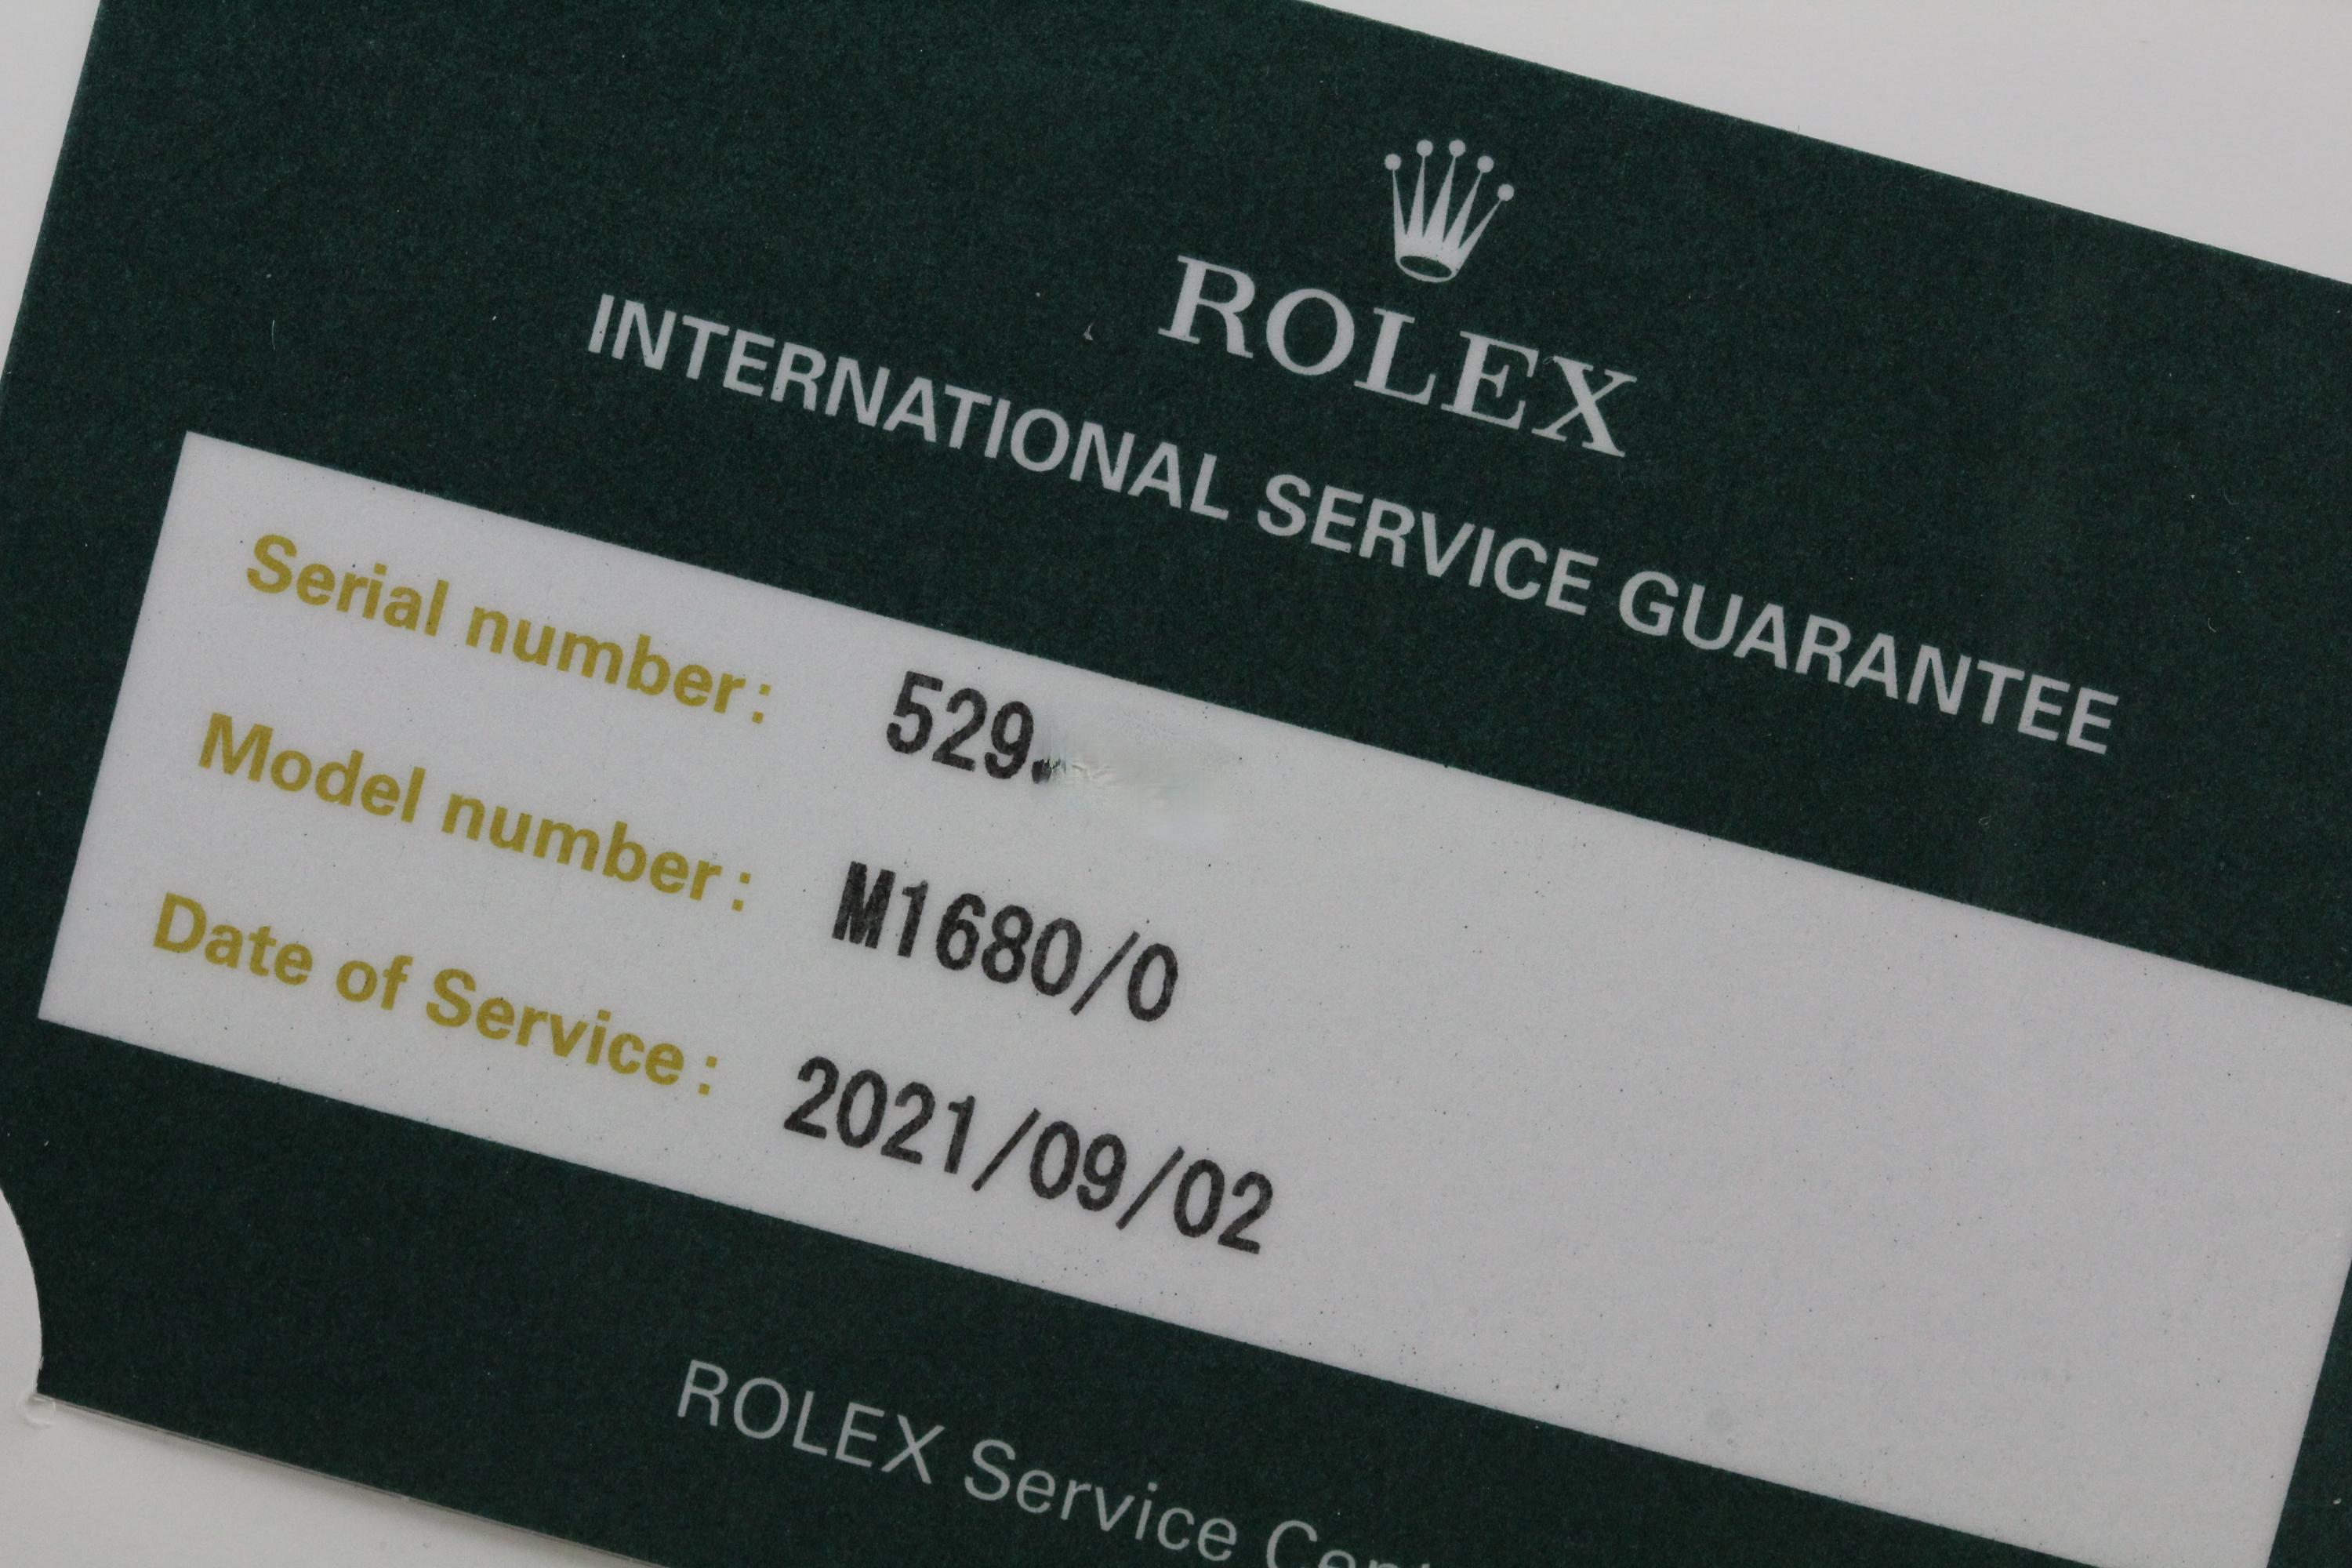 ROLEX
INTERNATIONAL SERVICE GUARANTEE
Serial number: 529
Model number: M1680/0
Date of Service: 2021/09/02
ROLEX Service